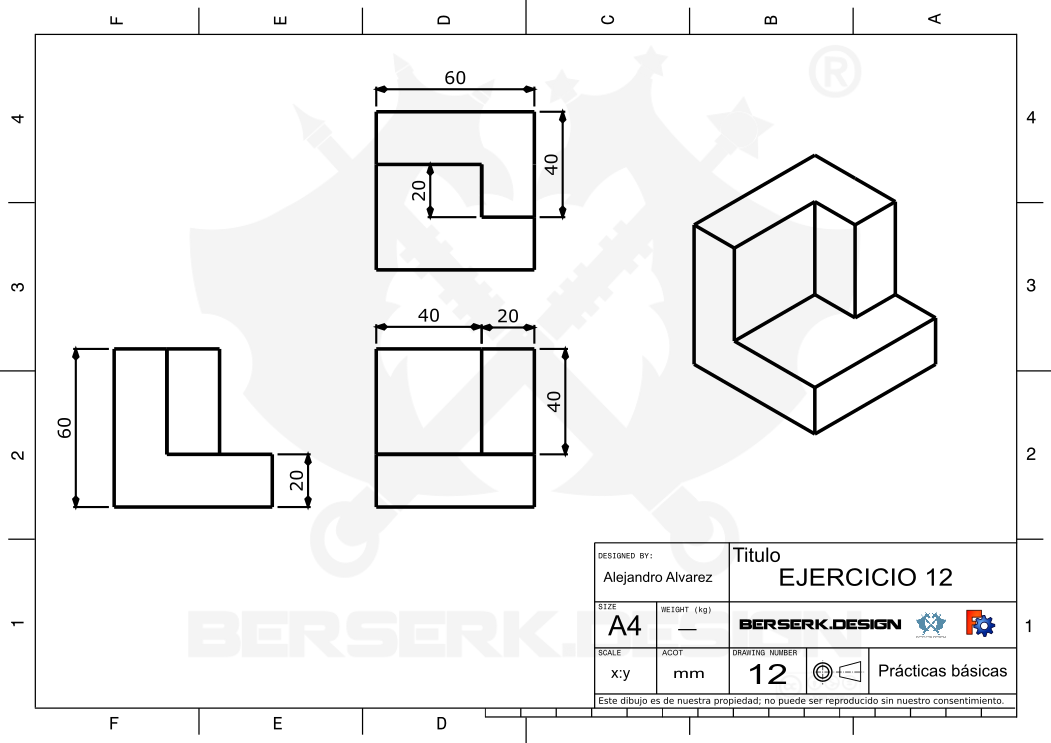 F E D C B A
®
4 4
60
40
20
3 3
40 20
60
40
20
2 2
DESIGNED BY:
Alejandro Alvarez
Titulo
EJERCICIO 12
SIZE
A4
WEIGHT (kg)
—
BERSERK.DESIGN
BERSERK.DESIGN
1 1
SCALE
x:y
ACOT
mm
DRAWING NUMBER
12
Prácticas básicas
Este dibujo es de nuestra propiedad; no puede ser reproducido sin nuestro consentimiento.
F E D